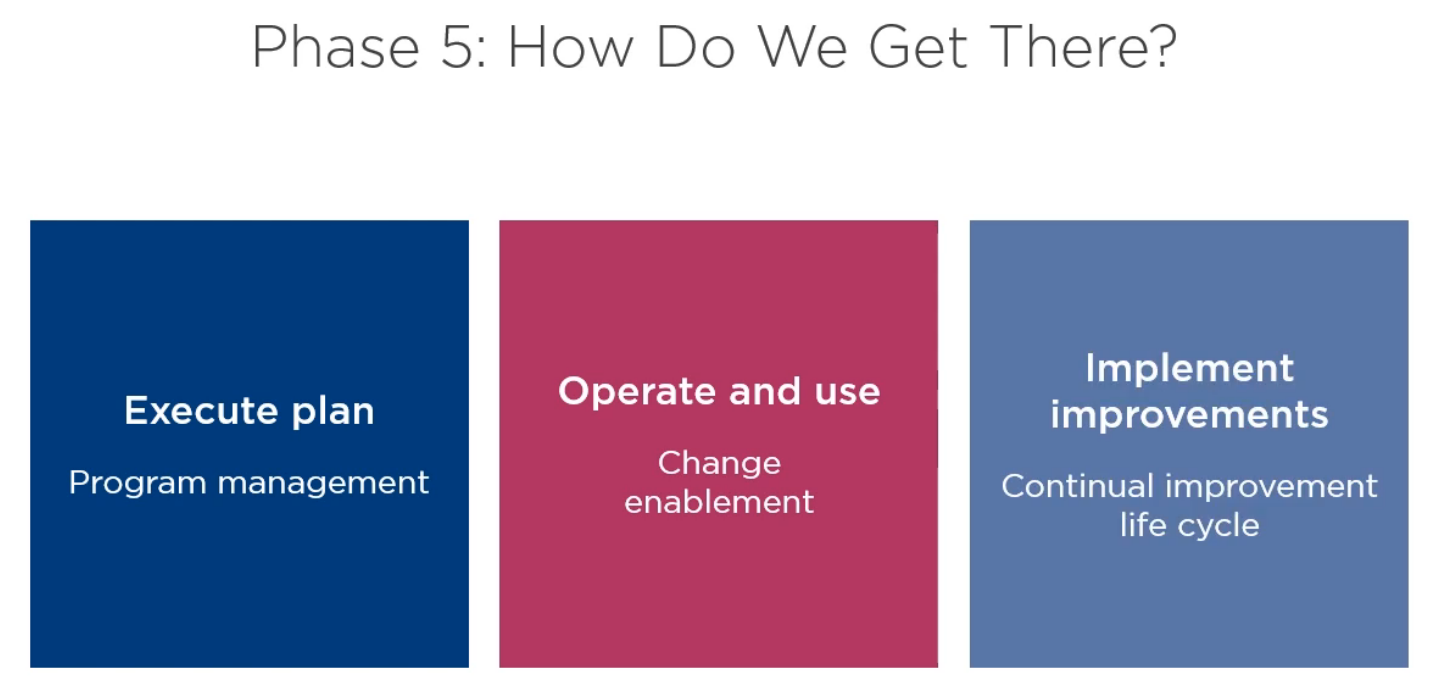 Phase 5: How Do We Get There?
Execute plan
Program management
Operate and use
Change
enablement
Implement
improvements
Continual improvement
life cycle